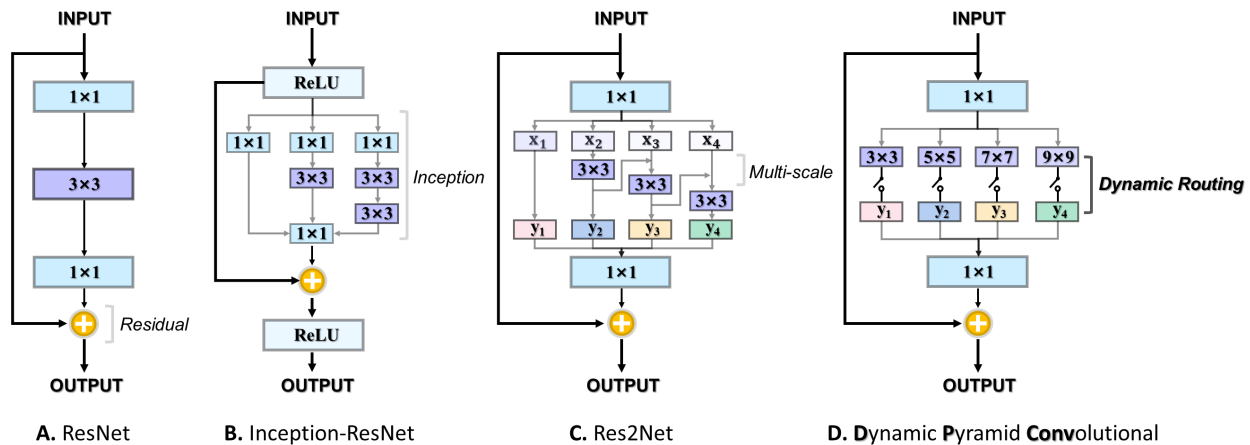 INPUT
1×1
3×3
1×1
Residual
OUTPUT
A. ResNet
INPUT
ReLU
1×1 1×1 1×1
3×3 3×3
3×3
1×1
Inception
ReLU
OUTPUT
B. Inception-ResNet
INPUT
1×1
x1 x2 x3 x4
3×3
3×3
3×3
Multi-scale
y1 y2 y3 y4
1×1
OUTPUT
C. Res2Net
INPUT
1×1
3×3 5×5 7×7 9×9
Dynamic Routing
y1 y2 y3 y4
1×1
OUTPUT
D. Dynamic Pyramid Convolutional